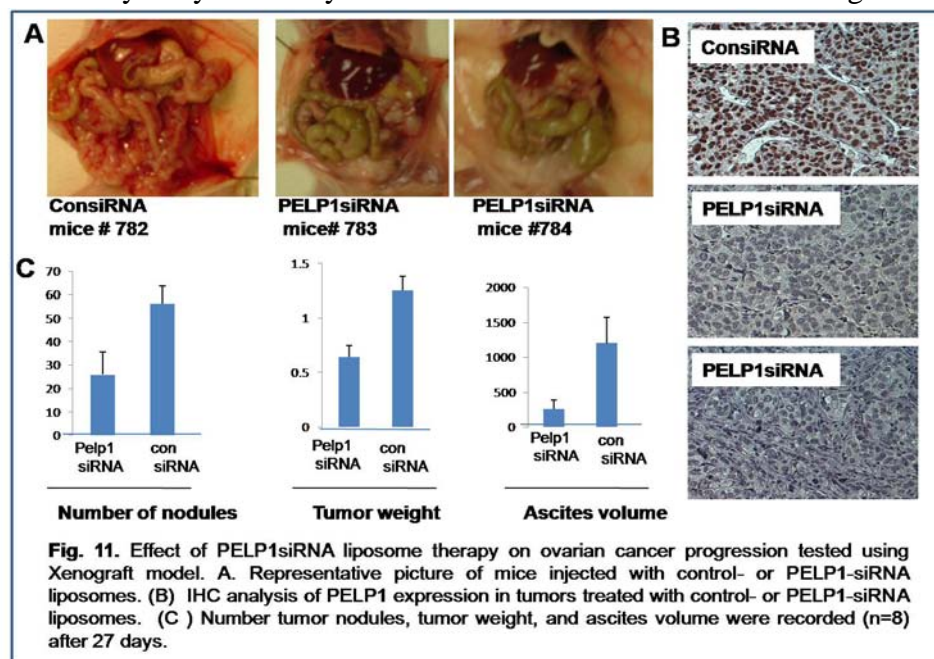 A
B
ConsiRNA
PELP1siRNA
PELP1siRNA
ConsiRNA
mice # 782
PELP1siRNA
mice# 783
PELP1siRNA
mice #784
C
70
60
50
40
30
20
10
0
Pelp1
siRNA
con
siRNA
Number of nodules
1.5
1
0.5
0
Pelp1
siRNA
con
siRNA
Tumor weight
2000
1500
1000
500
0
Pelp1
siRNA
con
siRNA
Ascites volume
Fig. 11. Effect of PELP1siRNA liposome therapy on ovarian cancer progression tested using
Xenograft model. A. Representative picture of mice injected with control- or PELP1-siRNA
liposomes. (B) IHC analysis of PELP1 expression in tumors treated with control- or PELP1-siRNA
liposomes. (C ) Number tumor nodules, tumor weight, and ascites volume were recorded (n=8)
after 27 days.